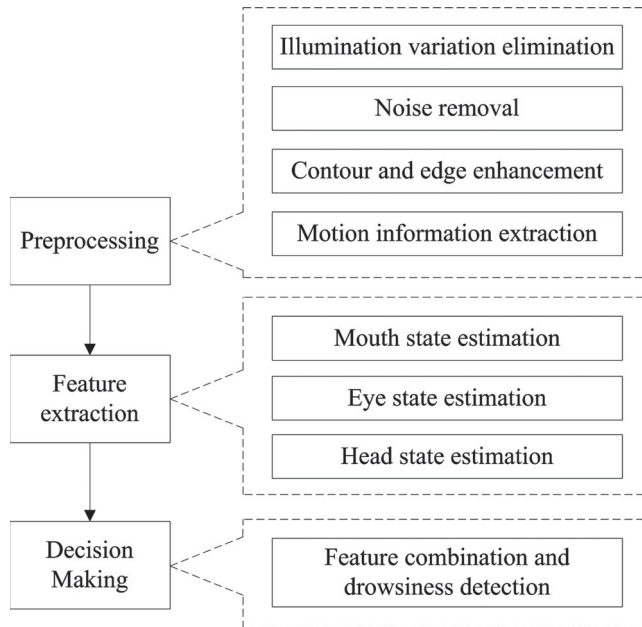 Illumination variation elimination
Noise removal
Contour and edge enhancement
Motion information extraction
Preprocessing
Mouth state estimation
Eye state estimation
Head state estimation
Feature
extraction
Feature combination and
drowsiness detection
Decision
Making